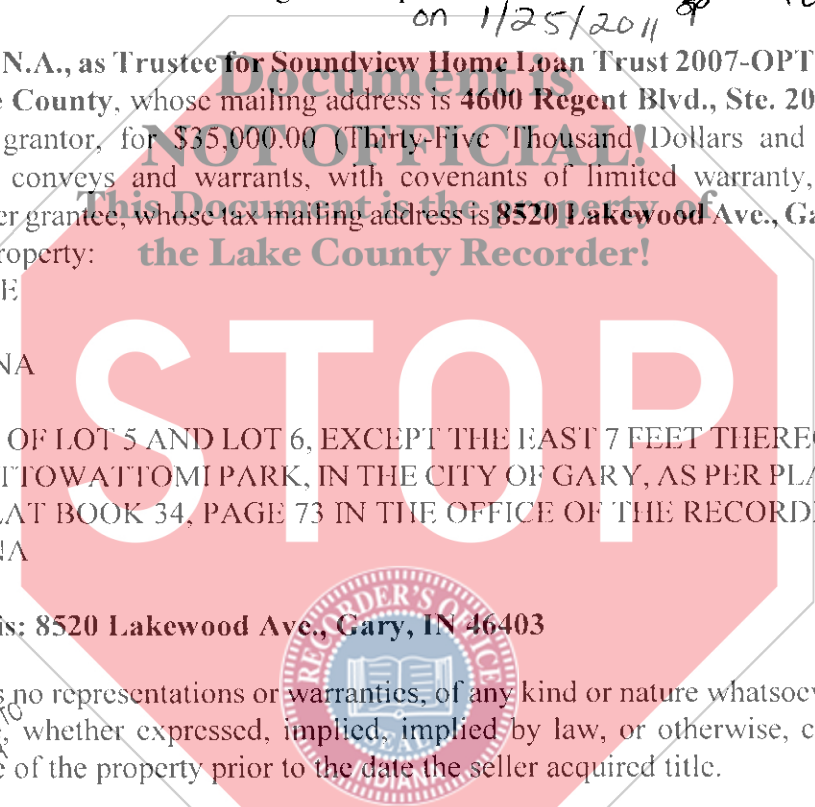 on 1/25/2011
N.A., as Trustee for Soundview Home Loan Trust 2007-OPT
County, whose mailing address is 4600 Regent Blvd., Ste. 20
grantor, for $35,000.00 (Thirty-Five Thousand Dollars and
conveys and warrants, with covenants of limited warranty,
grantee, whose tax mailing address is 8520 Lakewood Ave., Ga
roperty:
E
NA
OF LOT 5 AND LOT 6, EXCEPT THE EAST 7 FEET THEREO
TTOWATTOMI PARK, IN THE CITY OF GARY, AS PER PLA
LAT BOOK 34, PAGE 73 IN THE OFFICE OF THE RECORD
NA
is: 8520 Lakewood Ave., Gary, IN 46403
s no representations or warranties, of any kind or nature whatsoev
TO
, whether expressed, implied, implied by law, or otherwise, c
e of the property prior to the date the seller acquired title.
Document is
NOT OFFICIAL!
This Document is the property of
the Lake County Recorder!
STOP
RECORDER'S OFFICE
SEAL
INDIANA